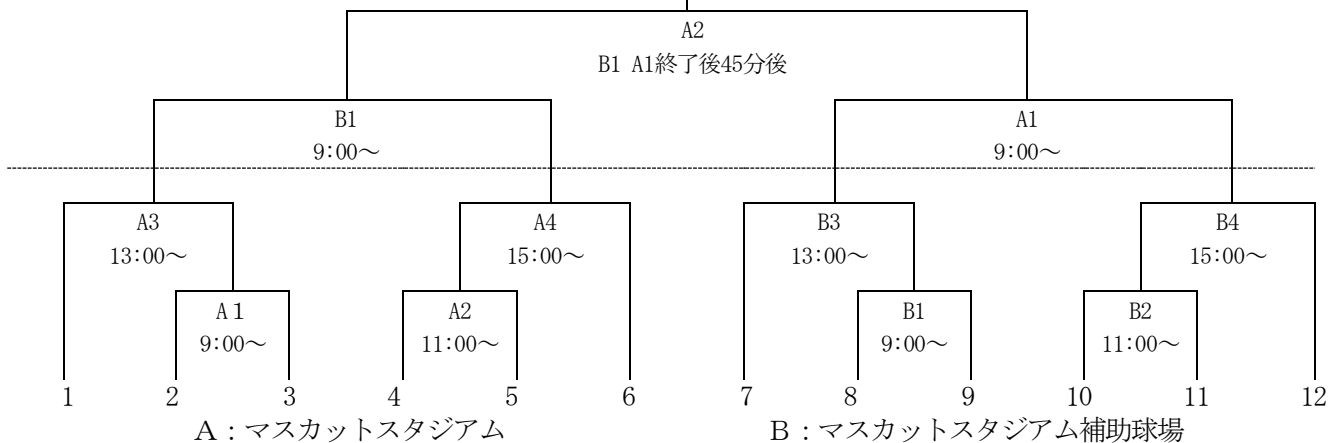 A2
B1 A1終了後45分後
B1 A1
9:00～ 9:00～
A3 A4 B3 B4
13:00～ 15:00～ 13:00～ 15:00～
A１ A2 B1 B2
9:00～ 11:00～ 9:00～ 11:00～
1 2 3 4 5 6 7 8 9 10 11 12
Ａ：マスカットスタジアム Ｂ：マスカットスタジアム補助球場